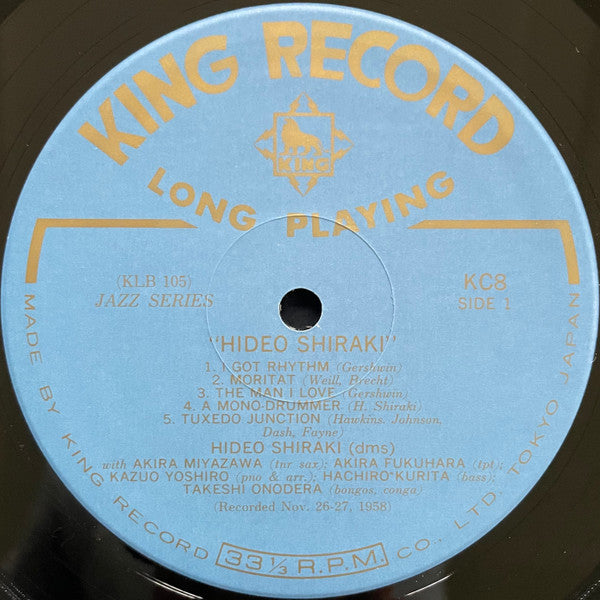 KING RECORD
KING
LONG PLAYING
(KLB 105)
JAZZ SERIES
KC8
SIDE 1
"HIDEO SHIRAKI"
1. I GOT RHYTHM (Gershwin)
2. MORITAT (Weill, Precht)
3. THE MAN I LOVE (Gershwin)
4. A MONO-DRUMMER (H. Shiraki)
5. TUXEDO JUNCTION (Hawkins, Johnson,
Dash, Fayne)
HIDEO SHIRAKI (dms)
with AKIRA MIYAZAWA (tnr sax); AKIRA FUKUHARA (tpt);
KAZUO YOSHIRO (pno & arr.); HACHIRO KURITA (bass);
TAKESHI ONODERA (bongos, conga)
(Recorded Nov. 26-27, 1958)
MADE BY KING RECORD CO., LTD. TOKYO JAPAN
33⅓ R.P.M.